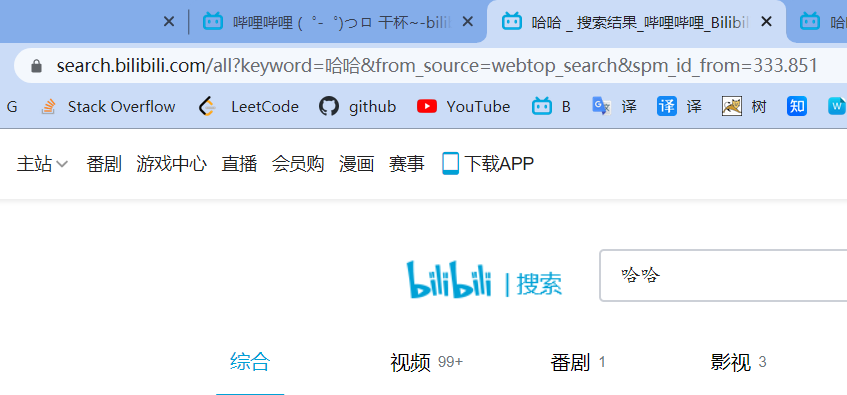 哔哩哔哩 (゜-゜)つロ 干杯~-bili
哈哈_搜索结果_哔哩哔哩_Bilibil
哈
search.bilibili.com/all?keyword=哈哈&from_source=webtop_search&spm_id_from=333.851
G Stack Overflow LeetCode github YouTube B 译 译 译 树 知 W
主站 番剧 游戏中心 直播 会员购 漫画 赛事 下载APP
bilibili | 搜索 哈哈
综合 视频 99+ 番剧 1 影视 3